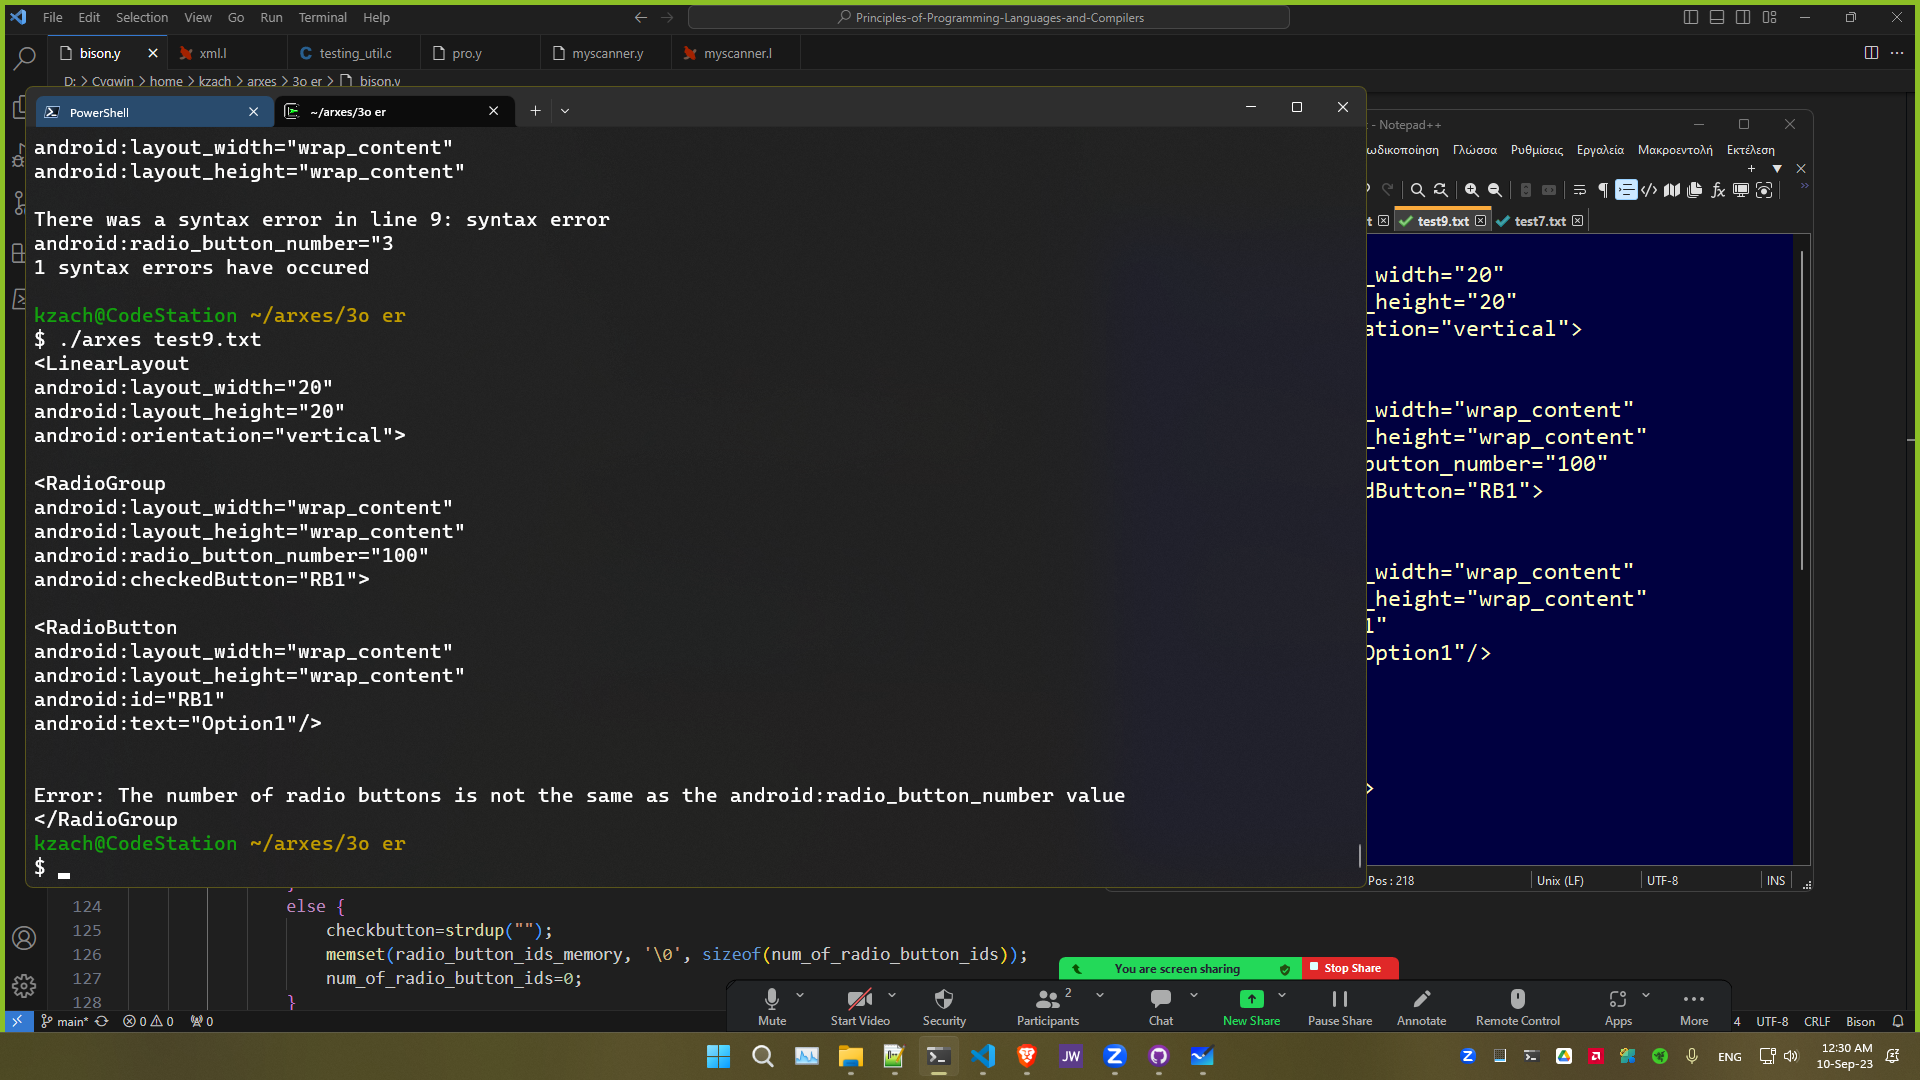 File Edit Selection View Go Run Terminal Help
Principles-of-Programming-Languages-and-Compilers
bison.y xml.l testing_util.c pro.y myscanner.y myscanner.l
D: > Cygwin > home > kzach > arxes > 3o er > bison.y
PowerShell
~/arxes/3o er
android:layout_width="wrap_content"
android:layout_height="wrap_content"
There was a syntax error in line 9: syntax error
android:radio_button_number="3
1 syntax errors have occured
kzach@CodeStation ~/arxes/3o er
$ ./arxes test9.txt
<LinearLayout
android:layout_width="20"
android:layout_height="20"
android:orientation="vertical">
<RadioGroup
android:layout_width="wrap_content"
android:layout_height="wrap_content"
android:radio_button_number="100"
android:checkedButton="RB1">
<RadioButton
android:layout_width="wrap_content"
android:layout_height="wrap_content"
android:id="RB1"
android:text="Option1"/>
Error: The number of radio buttons is not the same as the android:radio_button_number value
</RadioGroup
kzach@CodeStation ~/arxes/3o er
$
- Notepad++
ωδικοποίηση Γλώσσα Ρυθμίσεις Εργαλεία Μακροεντολή Εκτέλεση
t test9.txt test7.txt
_width="20"
_height="20"
ation="vertical">
_width="wrap_content"
_height="wrap_content"
button_number="100"
dButton="RB1">
_width="wrap_content"
_height="wrap_content"
1"
Option1"/>
>
Pos : 218 Unix (LF) UTF-8 INS
124 else {
125 checkbutton=strdup("");
126 memset(radio_button_ids_memory, '\0', sizeof(num_of_radio_button_ids));
127 num_of_radio_button_ids=0;
128 }
You are screen sharing Stop Share
Mute Start Video Security Participants 2 Chat New Share Pause Share Annotate Remote Control Apps More
main* 0 0 0 4 UTF-8 CRLF Bison
JW
ENG
12:30 AM
10-Sep-23